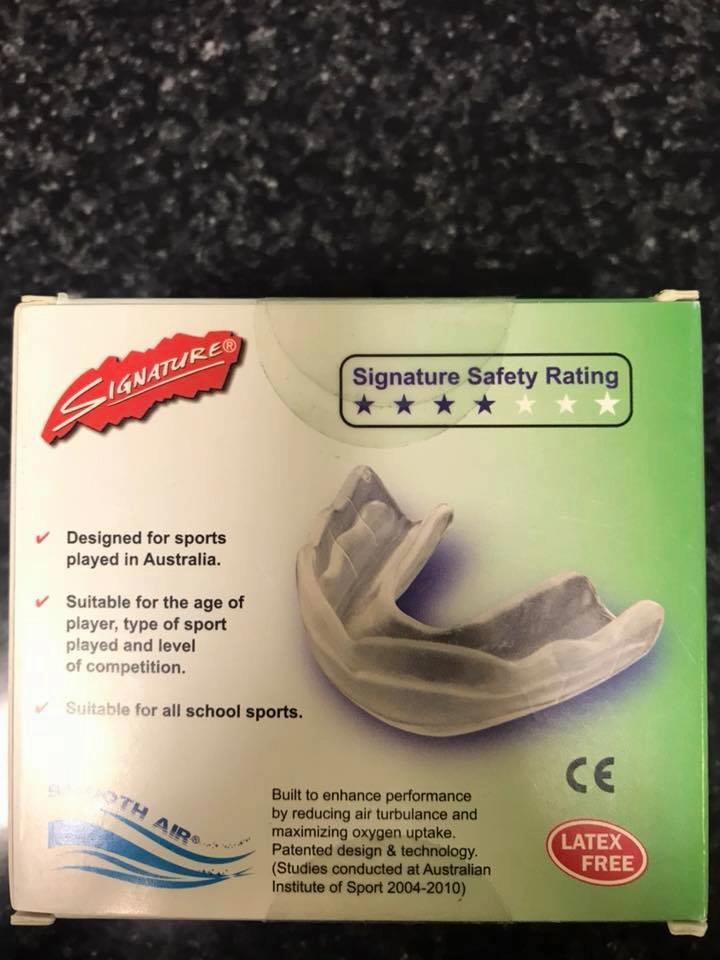 SIGNATURE®
Signature Safety Rating
Designed for sports
played in Australia.
Suitable for the age of
player, type of sport
played and level
of competition.
Suitable for all school sports.
SMOOTH AIR®
Built to enhance performance
by reducing air turbulance and
maximizing oxygen uptake.
Patented design & technology.
(Studies conducted at Australian
Institute of Sport 2004-2010)
CE
LATEX
FREE